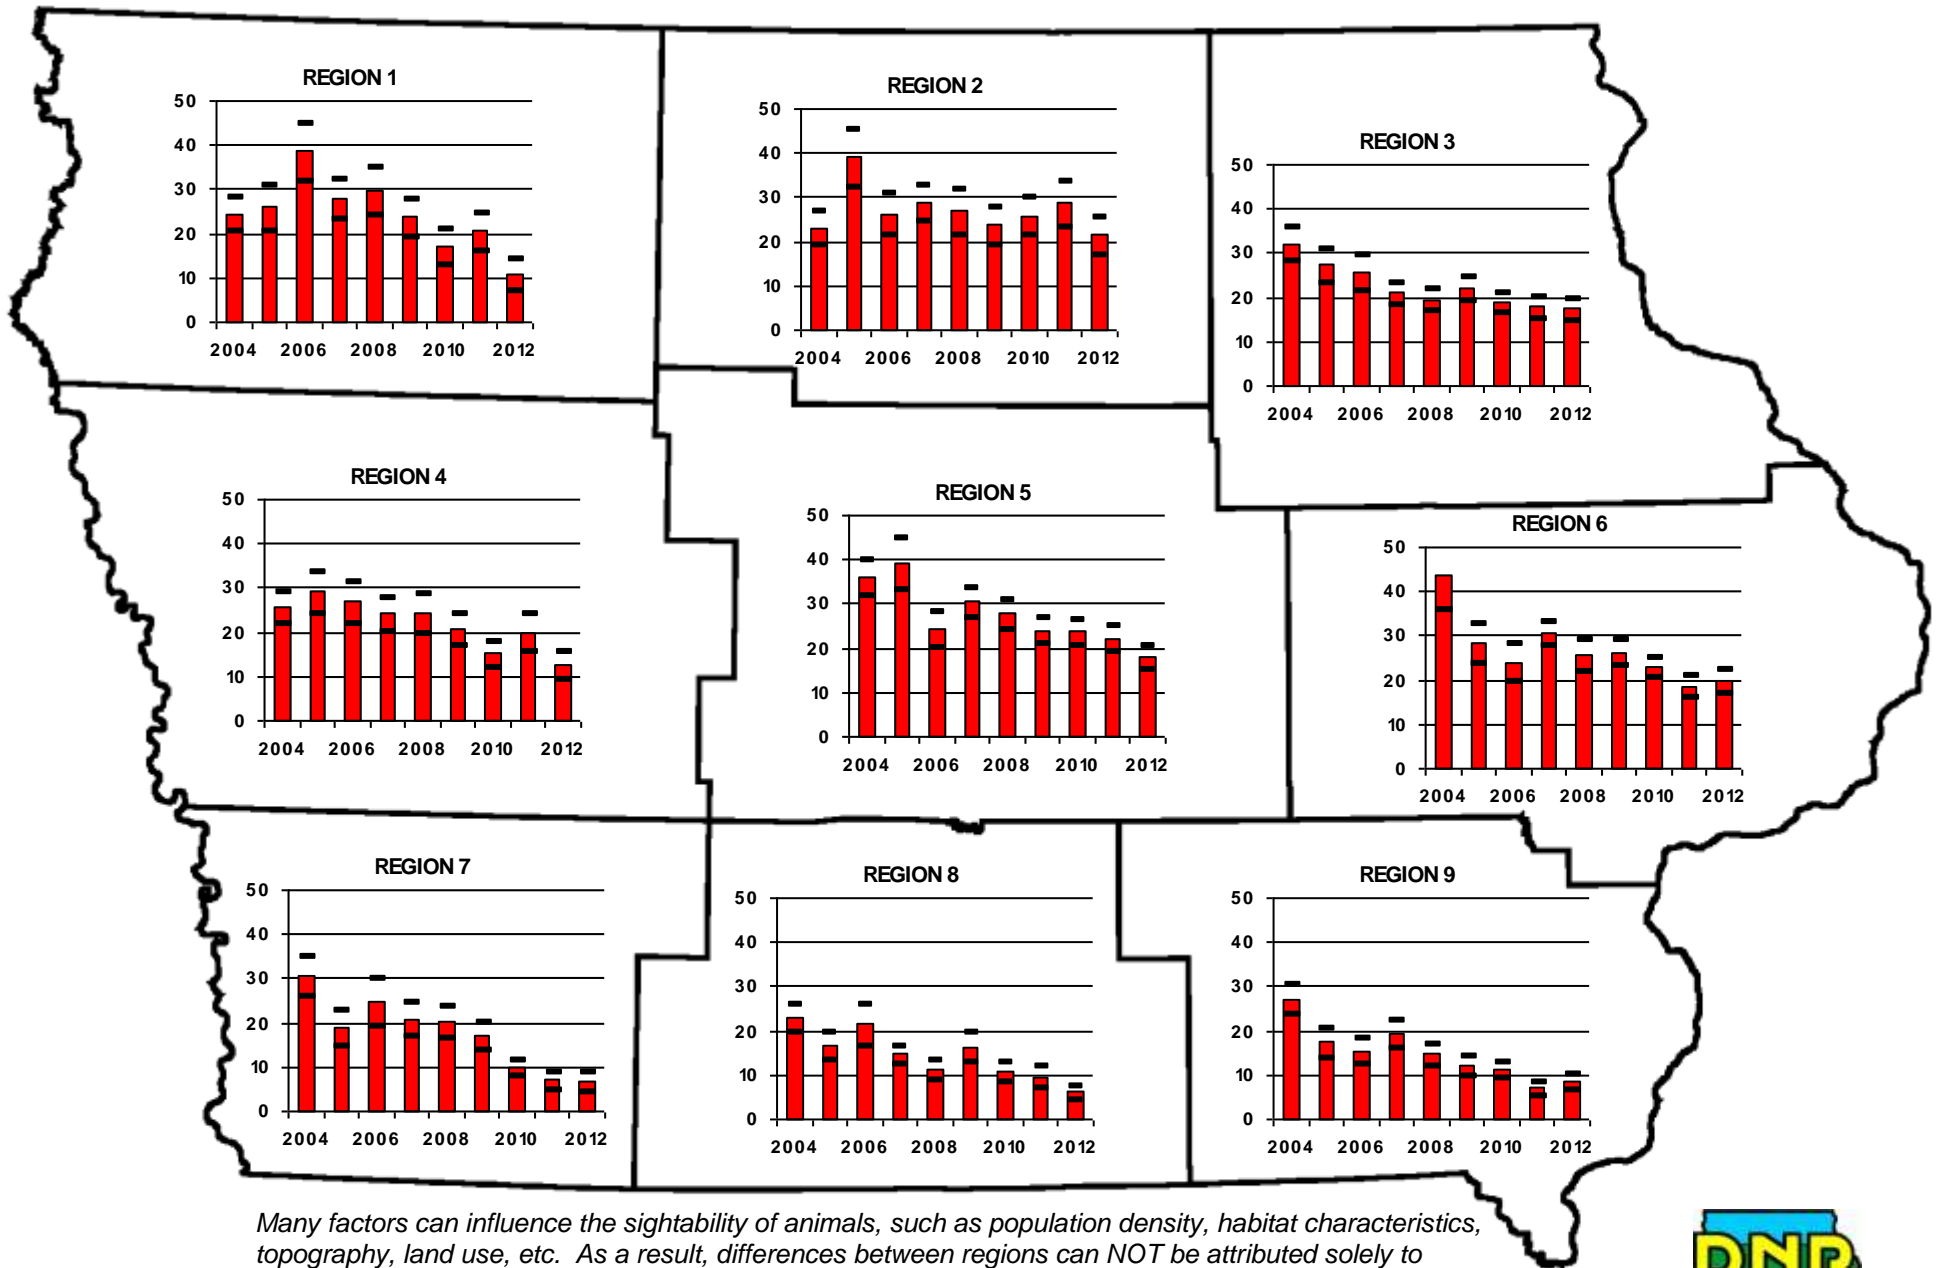 REGION 1
50
40
30
20
10
0
2004 2006 2008 2010 2012
REGION 2
50
40
30
20
10
0
2004 2006 2008 2010 2012
REGION 3
50
40
30
20
10
0
2004 2006 2008 2010 2012
REGION 4
50
40
30
20
10
0
2004 2006 2008 2010 2012
REGION 5
50
40
30
20
10
0
2004 2006 2008 2010 2012
REGION 6
50
40
30
20
10
0
2004 2006 2008 2010 2012
REGION 7
50
40
30
20
10
0
2004 2006 2008 2010 2012
REGION 8
50
40
30
20
10
0
2004 2006 2008 2010 2012
REGION 9
50
40
30
20
10
0
2004 2006 2008 2010 2012
Many factors can influence the sightability of animals, such as population density, habitat characteristics,
topography, land use, etc. As a result, differences between regions can NOT be attributed solely to
DNR